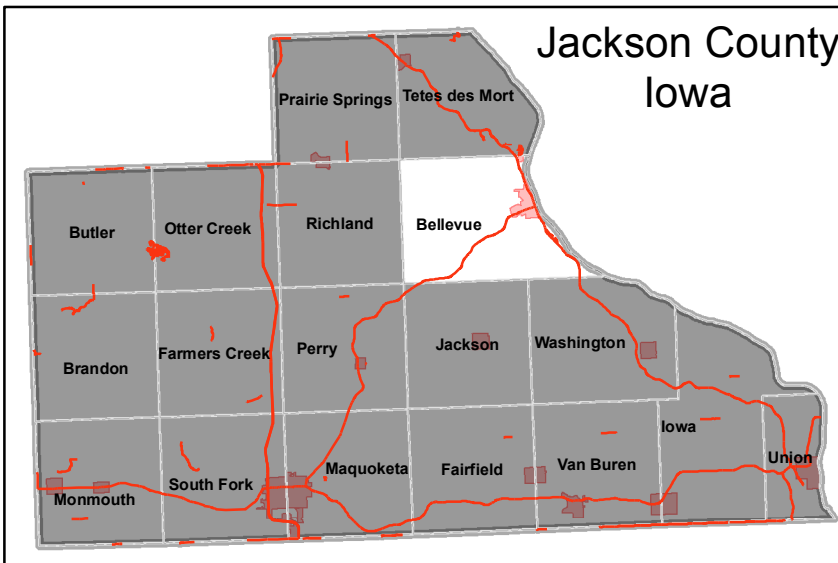 Jackson County
Iowa
Prairie Springs
Tetes des Mort
Butler
Otter Creek
Richland
Bellevue
Brandon
Farmers Creek
Perry
Jackson
Washington
Monmouth
South Fork
Maquoketa
Fairfield
Van Buren
Iowa
Union